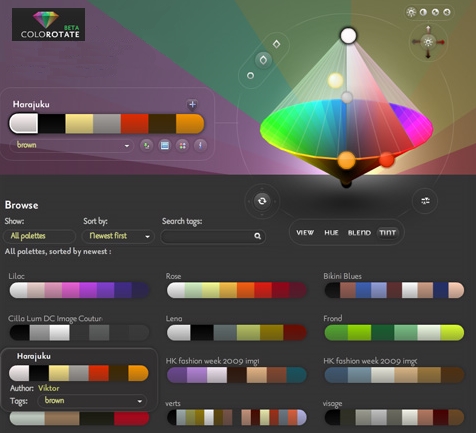 BETA
COLOROTATE
Harajuku
brown
Browse
Show:
Sort by:
Search tags:
All palettes
Newest first
VIEW HUE BLEND TINT
All palettes, sorted by newest :
Lilac
Rose
Bikini Blues
Cilla Lum DC Image Coutur
Lena
Frond
Harajuku
Author: Viktor
Tags: brown
HK fashion week 2009 imgi
HK fashion week 2009 imgc
verts
visage